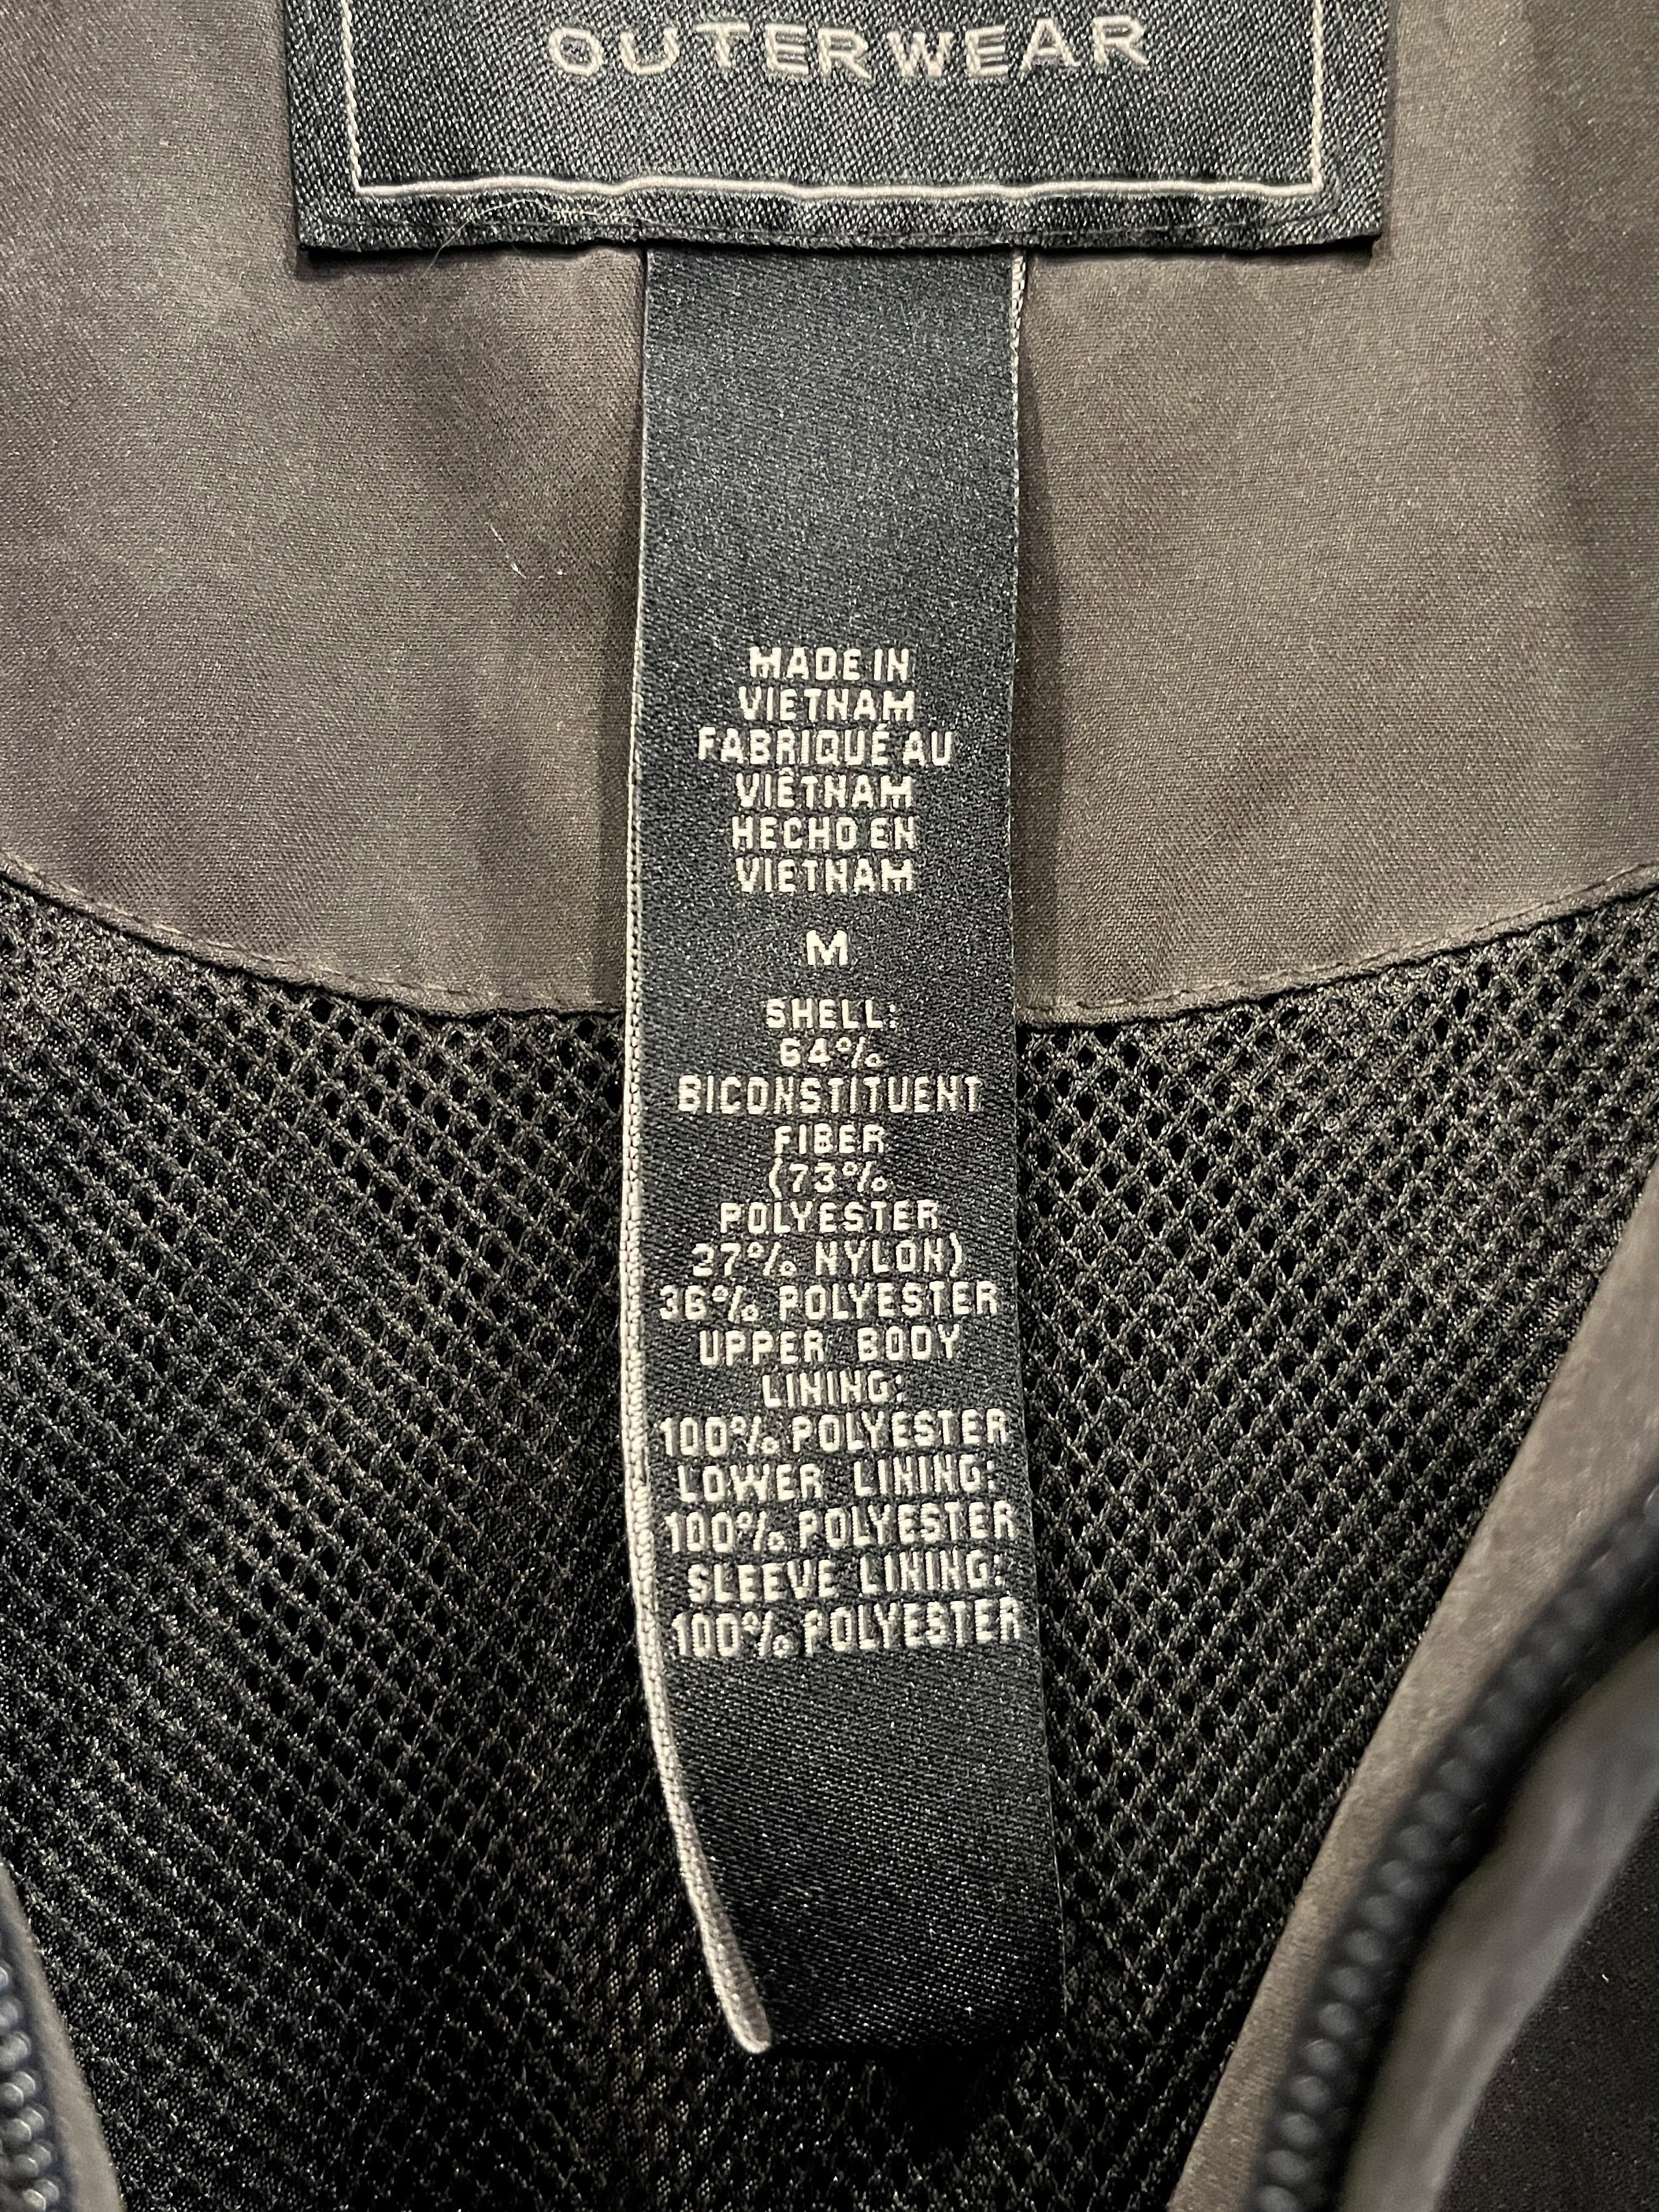 OUTERWEAR
MADE IN
VIETNAM
FABRIQUÉ AU
VIÊTNAM
HECHO EN
VIETNAM
M
SHELL:
64%
BICONSTITUENT
FIBER
(73%
POLYESTER
27% NYLON)
36% POLYESTER
UPPER BODY
LINING:
100% POLYESTER
LOWER LINING:
100% POLYESTER
SLEEVE LINING:
100% POLYESTER